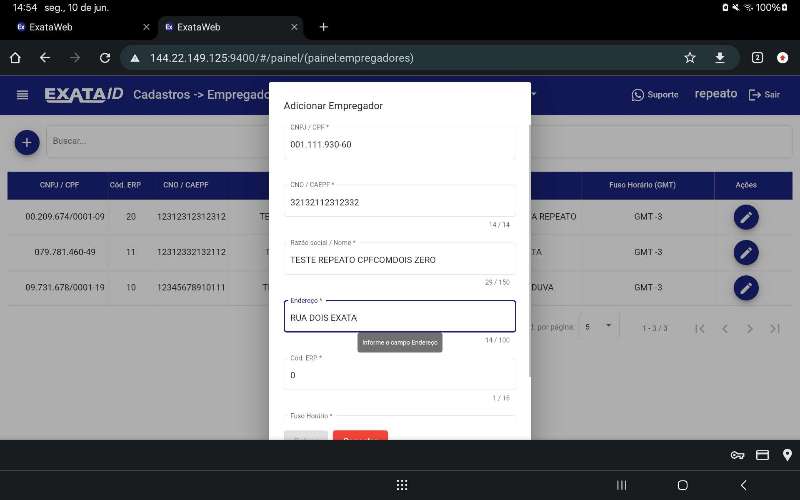 14:54 seg., 10 de jun.
100%
ExataWeb
ExataWeb
144.22.149.125:9400/#/painel/(painel:empregadores)
2
EXATA ID Cadastros -> Empregado
Suporte
repeato
Sair
Buscar...
CNPJ / CPF Cód. ERP CNO / CAEPF Fuso Horário (GMT) Ações
00.209.674/0001-09 20 12312312312312 TE A REPEATO GMT -3
079.781.460-49 11 12312332132112 TA GMT -3
09.731.678/0001-19 10 12345678910111 DUVA GMT -3
. por página: 5 1 - 3 / 3
Adicionar Empregador
CNPJ / CPF *
001.111.930-60
CNO / CAEPF *
32132112312332
14 / 14
Razão social / Nome *
TESTE REPEATO CPFCOMDOIS ZERO
29 / 150
Endereço *
RUA DOIS EXATA
Informe o campo Endereço
14 / 100
Cód. ERP *
0
1 / 16
Fuso Horário *